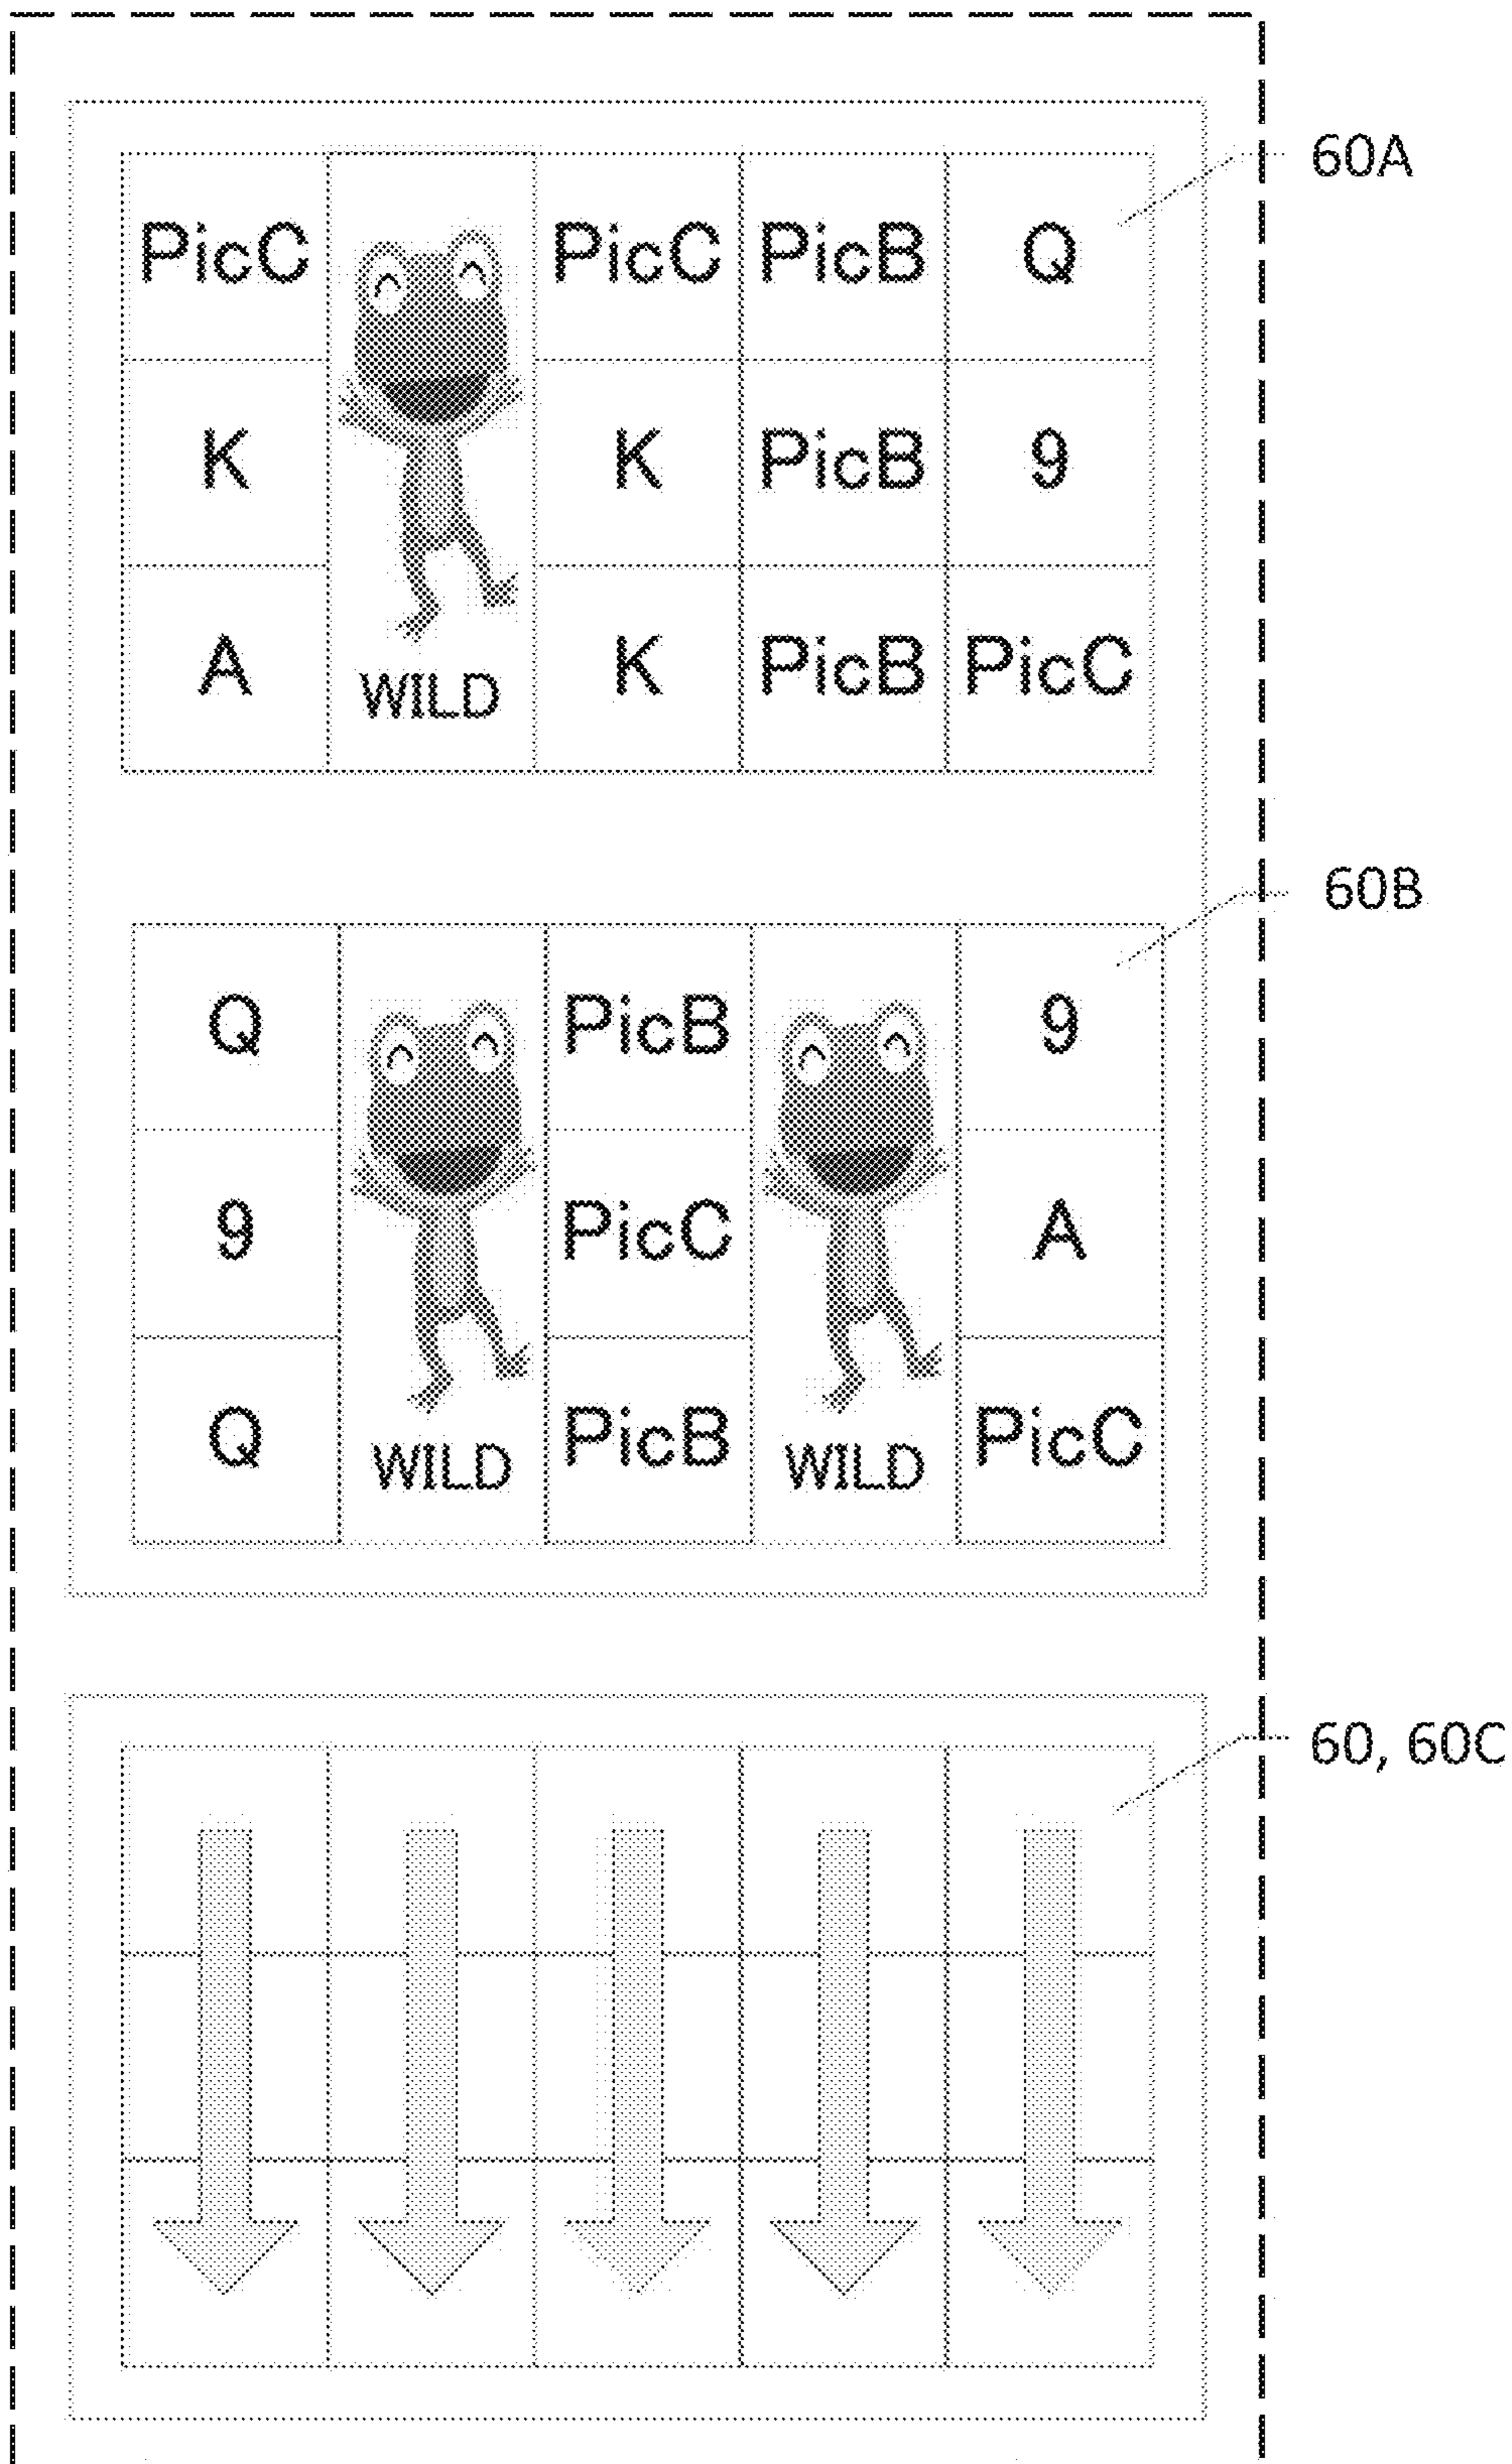 60A
PicC PicC PicB Q
K K PicB 9
A WILD K PicB PicC
60B
Q PicB 9
9 PicC A
Q WILD PicB WILD PicC
60, 60C